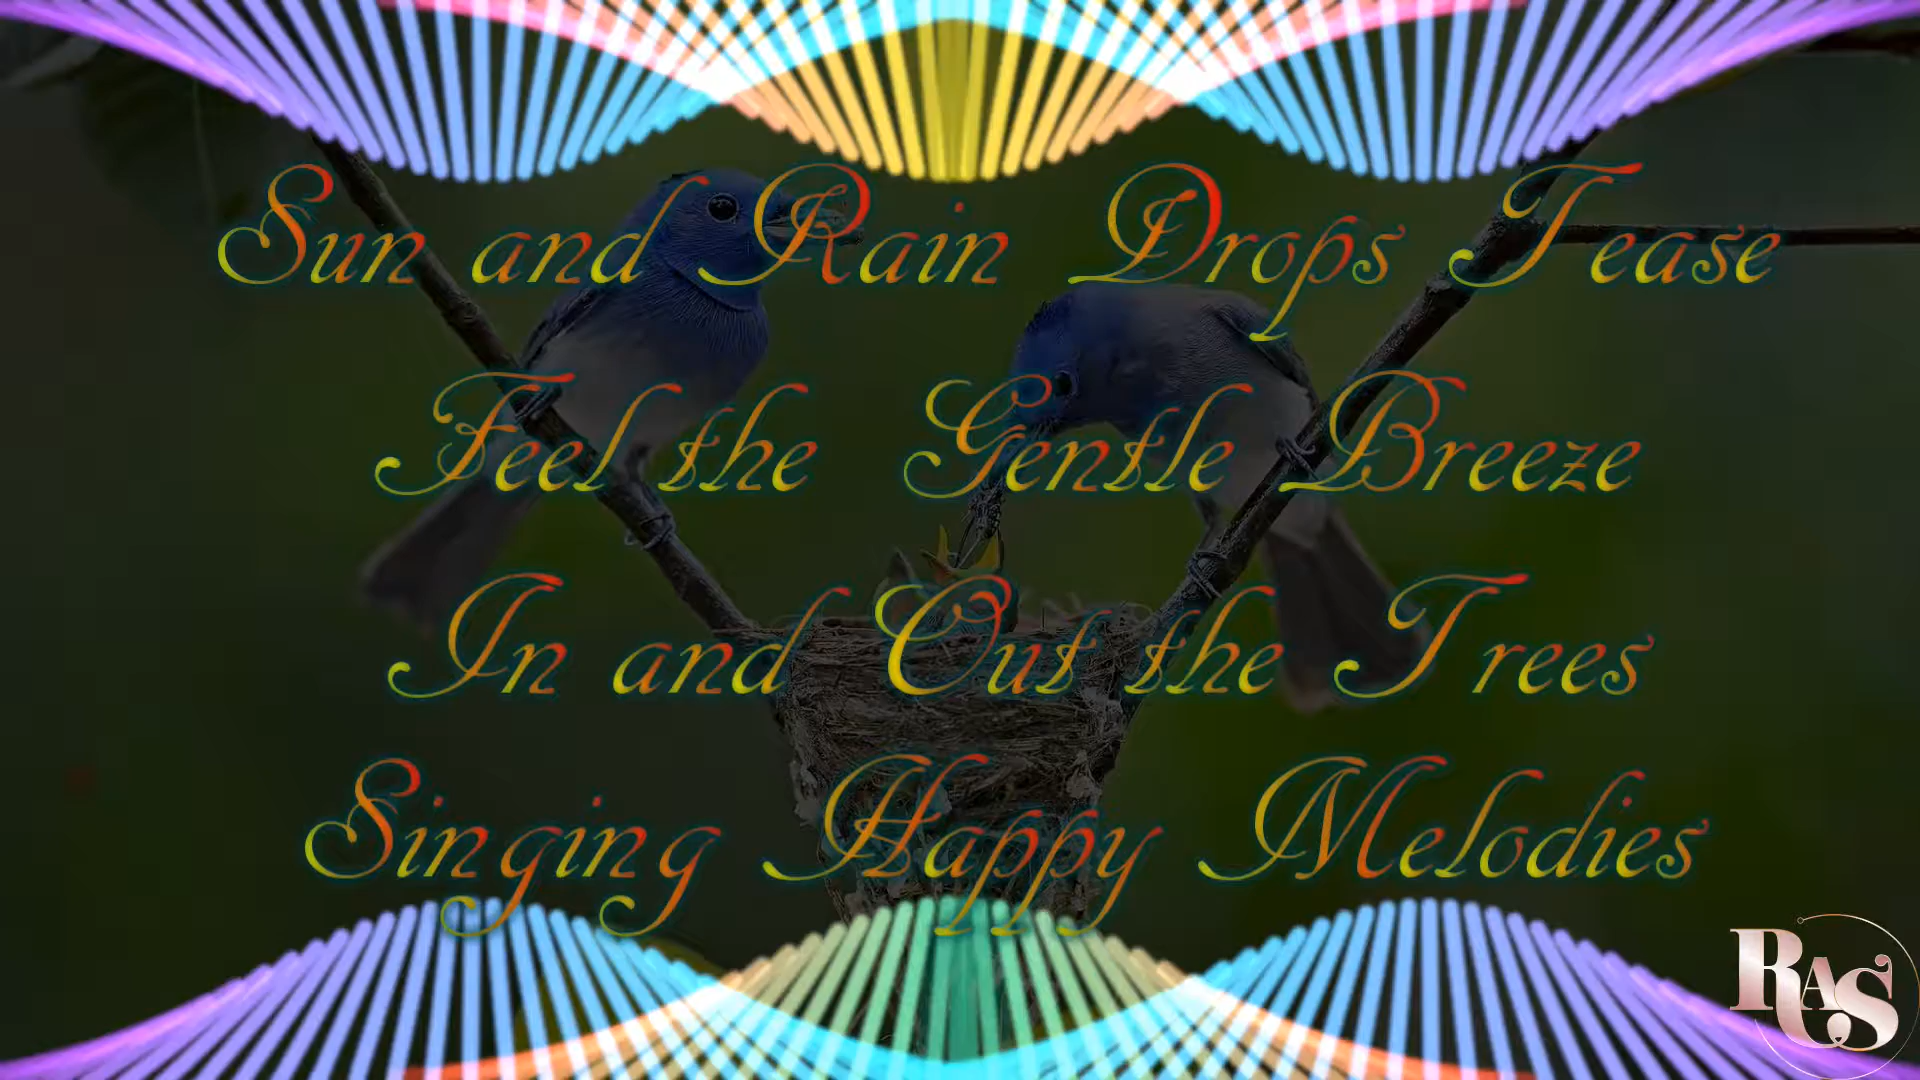 Sun and Rain Drops Tease
Feel the Gentle Breeze
In and Out the Trees
Singing Happy Melodies
RAS